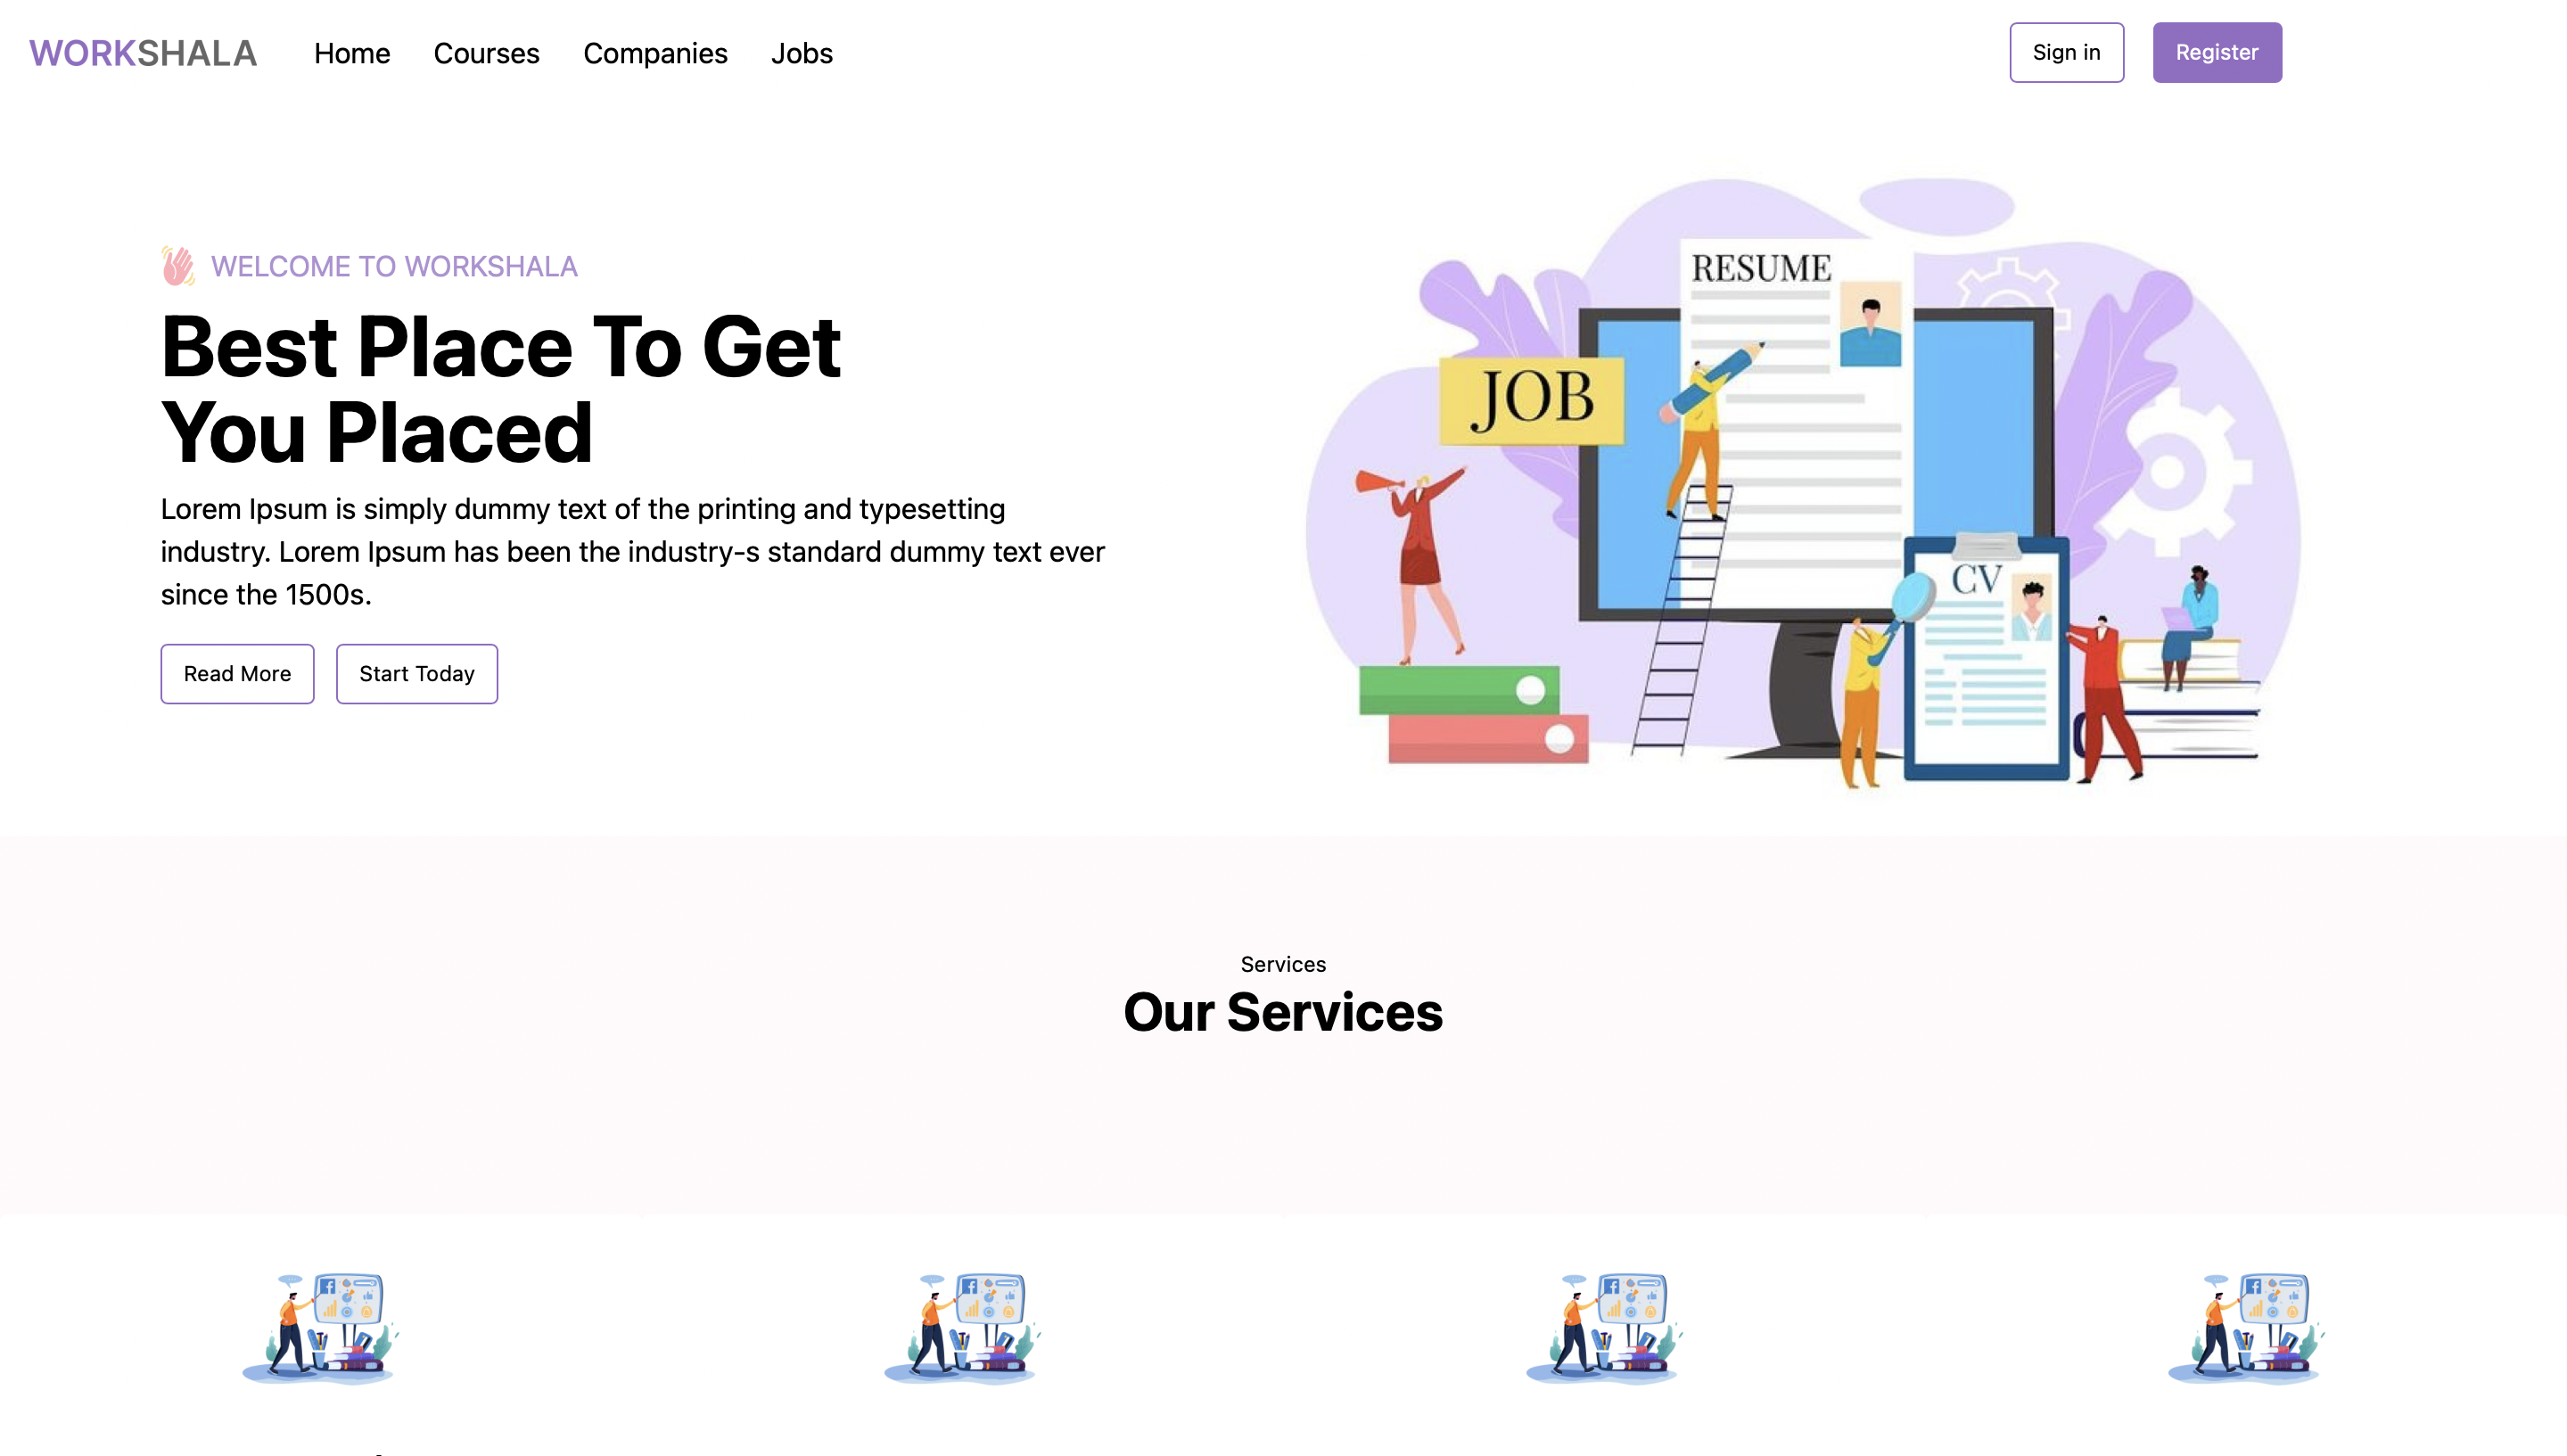 WORKSHALA Home Courses Companies Jobs Sign in Register
WELCOME TO WORKSHALA
Best Place To Get
You Placed
Lorem Ipsum is simply dummy text of the printing and typesetting
industry. Lorem Ipsum has been the industry-s standard dummy text ever
since the 1500s.
Read More Start Today
RESUME
JOB
CV
Services
Our Services